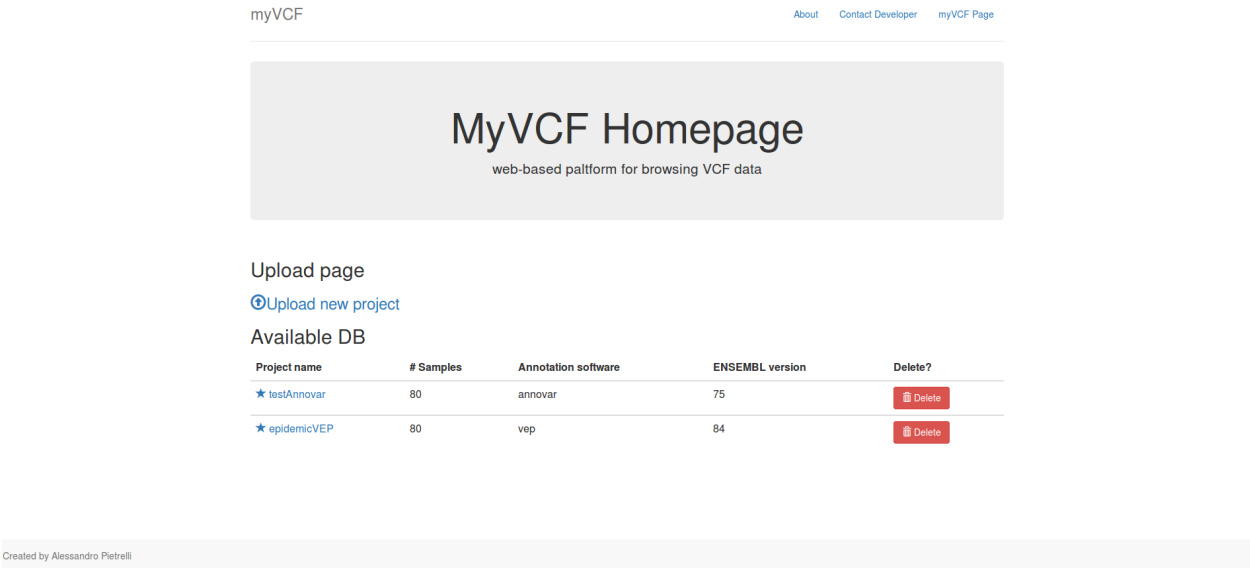 myVCF About Contact Developer myVCF Page
MyVCF Homepage
web-based paltform for browsing VCF data
Upload page
Upload new project
Available DB
Project name # Samples Annotation software ENSEMBL version Delete?
testAnnovar 80 annovar 75 Delete
epidemicVEP 80 vep 84 Delete
Created by Alessandro Pietrelli